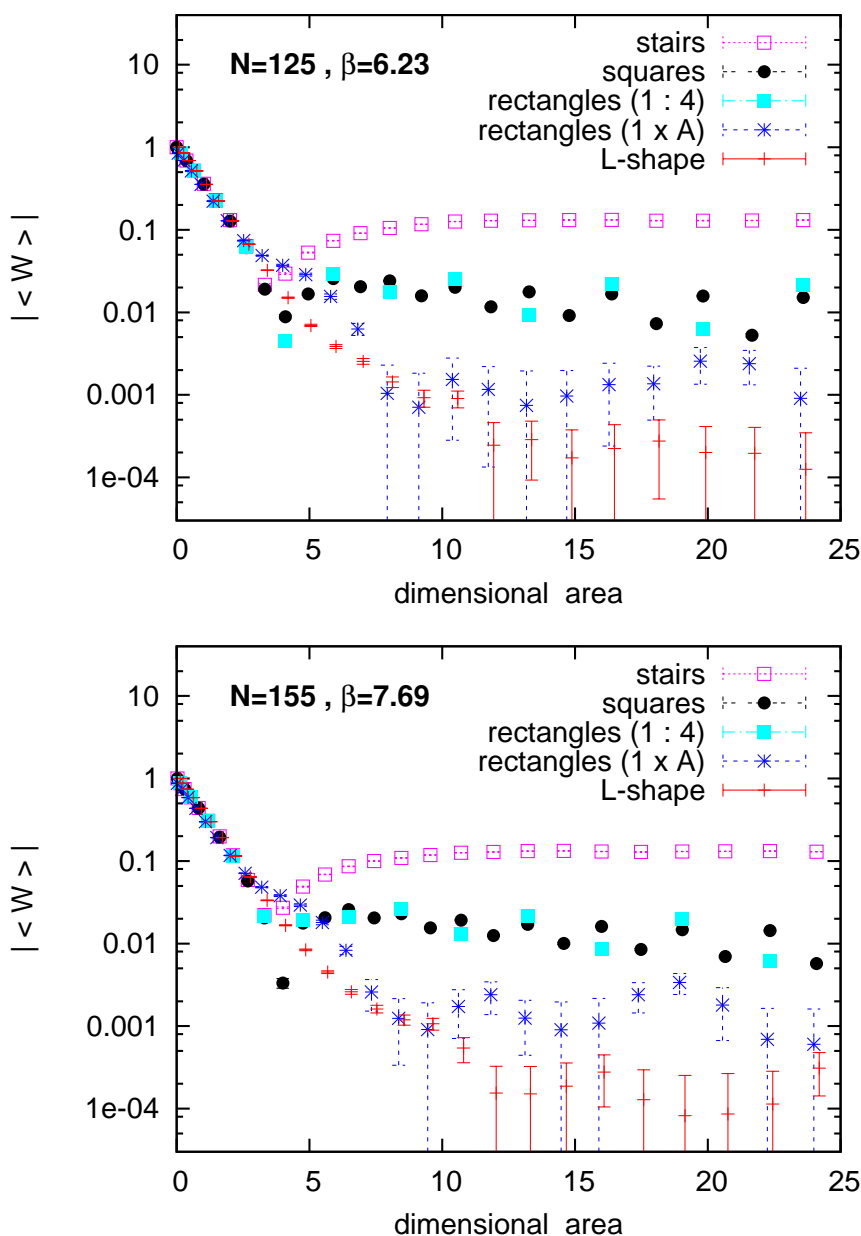 10
1
0.1
0.01
0.001
1e-04
| < W > |
N=125 , β=6.23
stairs
squares
rectangles (1 : 4)
rectangles (1 x A)
L-shape
0 5 10 15 20 25
dimensional area
10
1
0.1
0.01
0.001
1e-04
| < W > |
N=155 , β=7.69
stairs
squares
rectangles (1 : 4)
rectangles (1 x A)
L-shape
0 5 10 15 20 25
dimensional area